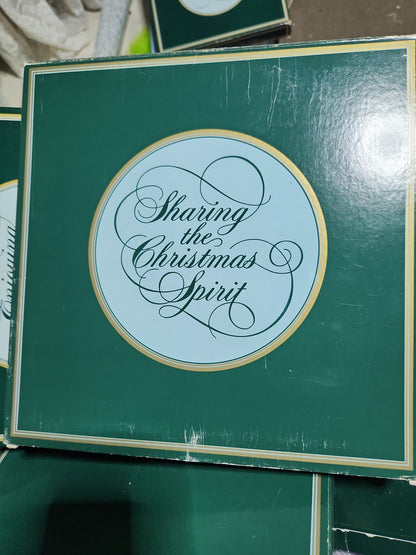 Sharing
the
Christmas
Spirit